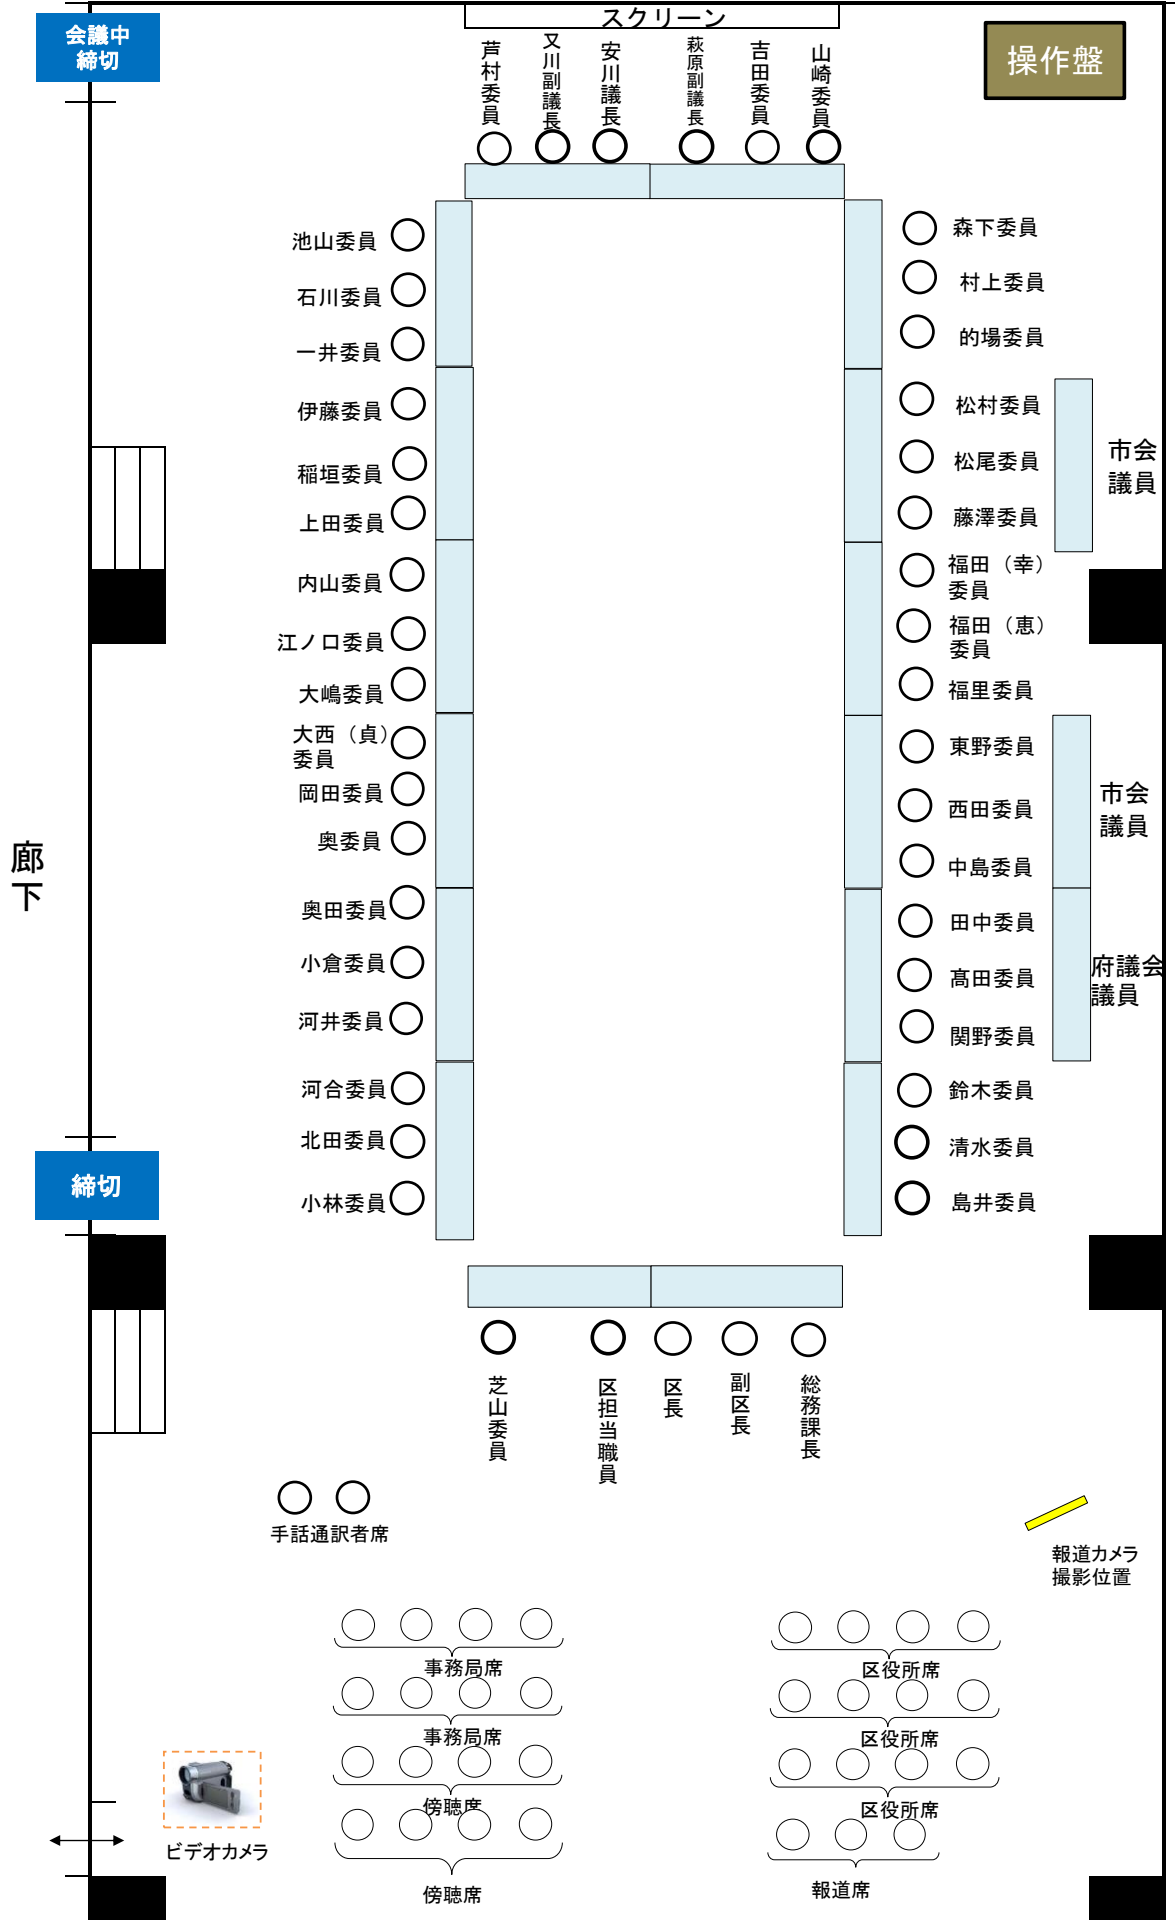 スクリーン
会議中
締切
操作盤
芦村委員
又川副議長
安川議長
萩原副議長
吉田委員
山崎委員
池山委員
石川委員
一井委員
伊藤委員
稲垣委員
上田委員
内山委員
江ノ口委員
大嶋委員
大西（貞）
委員
岡田委員
奥委員
奥田委員
小倉委員
河井委員
河合委員
北田委員
小林委員
森下委員
村上委員
的場委員
松村委員
松尾委員
藤澤委員
福田（幸）
委員
福田（恵）
委員
福里委員
東野委員
西田委員
中島委員
田中委員
髙田委員
関野委員
鈴木委員
清水委員
島井委員
市会
議員
市会
議員
府議会
議員
廊下
締切
芝山委員
区担当職員
区長
副区長
総務課長
手話通訳者席
報道カメラ
撮影位置
事務局席
事務局席
傍聴席
傍聴席
区役所席
区役所席
区役所席
報道席
ビデオカメラ